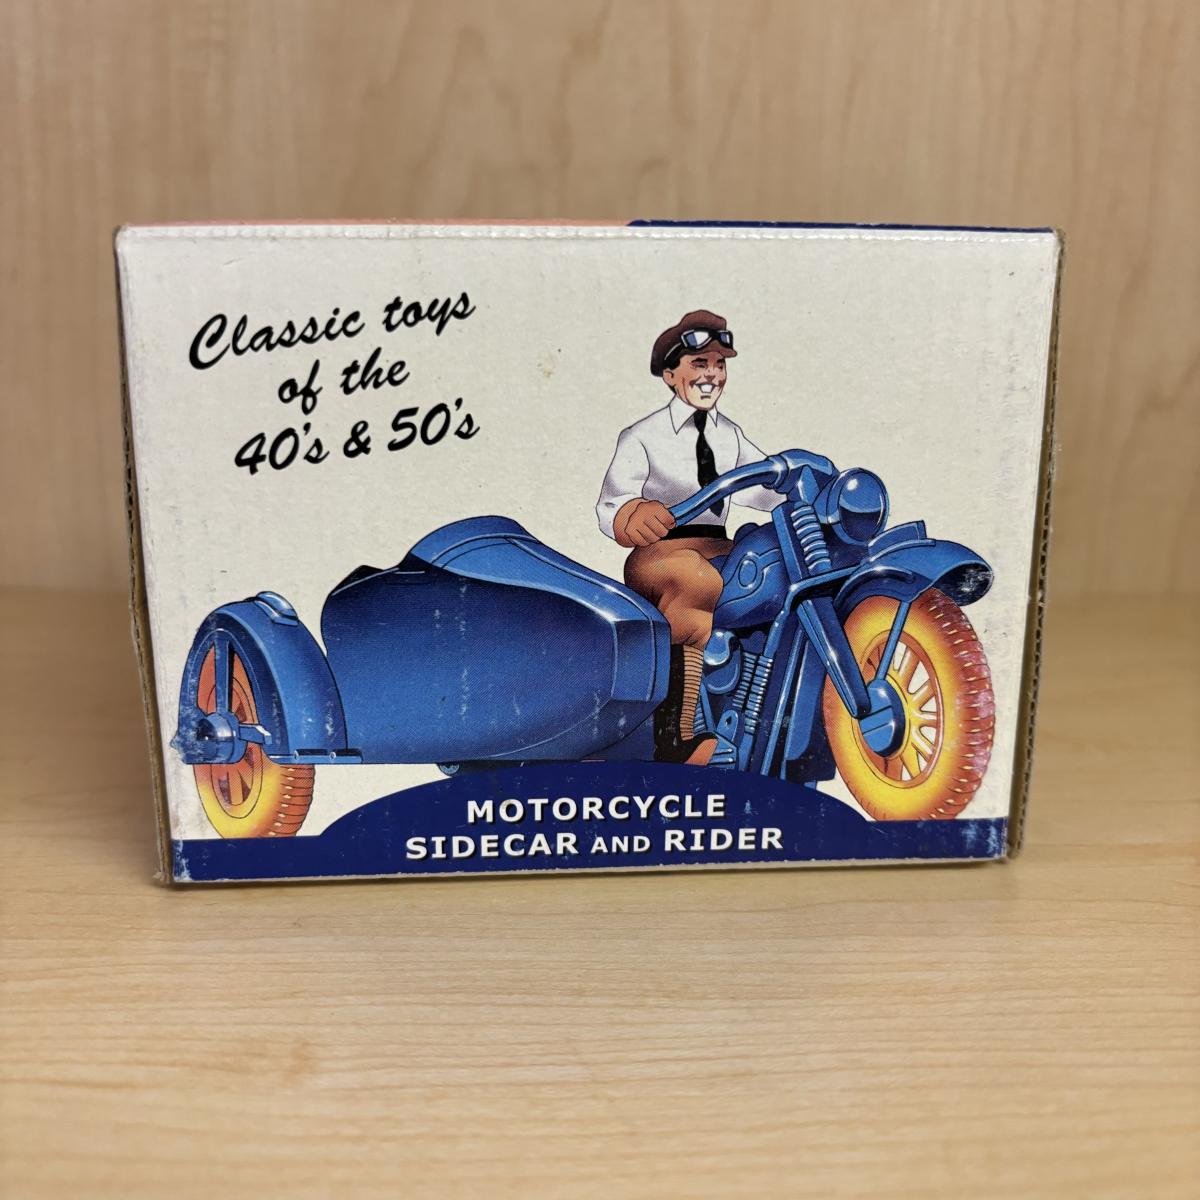 Classic toys
of the
40's & 50's
MOTORCYCLE
SIDECAR AND RIDER